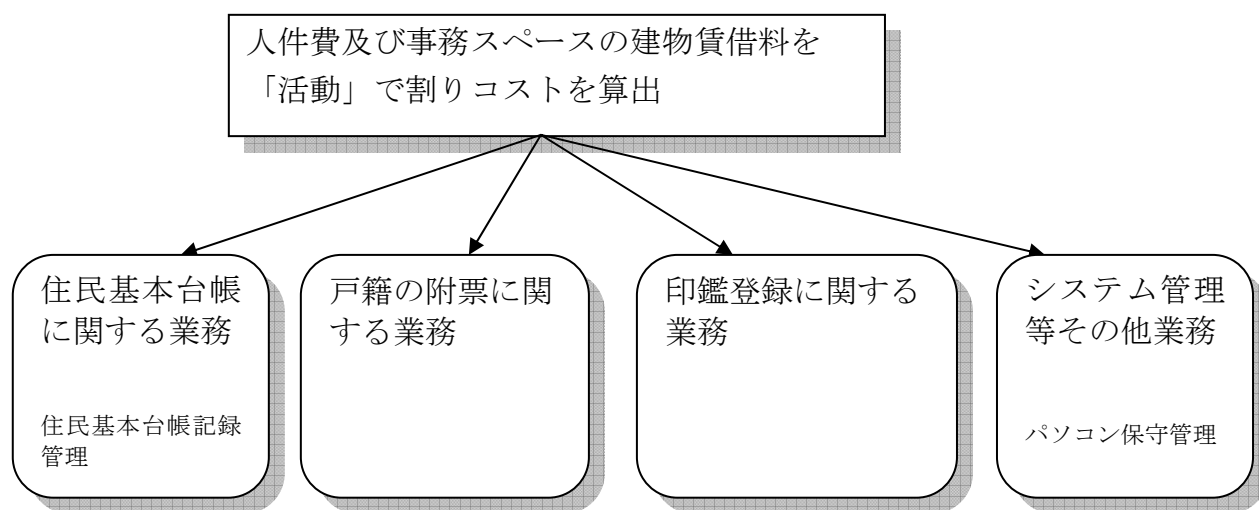 人件費及び事務スペースの建物賃借料を
「活動」で割りコストを算出
住民基本台帳
に関する業務
住民基本台帳記録
管理
戸籍の附票に関
する業務
印鑑登録に関する
業務
システム管理
等その他業務
パソコン保守管理